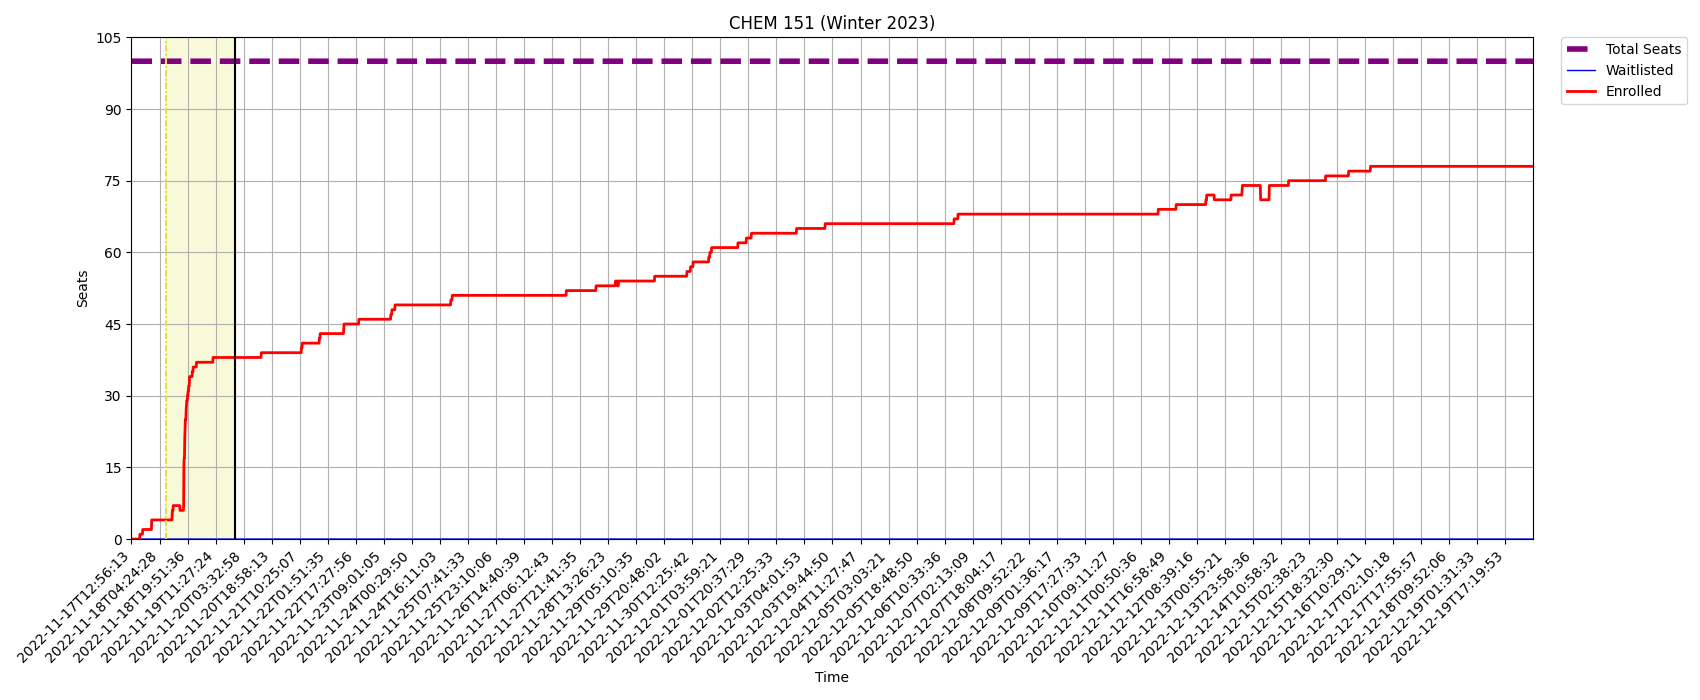 CHEM 151 (Winter 2023)
Total Seats
Waitlisted
Enrolled
Seats
105
90
75
60
45
30
15
0
2022-11-17T12:56:13
2022-11-18T04:24:28
2022-11-18T19:51:36
2022-11-19T11:27:24
2022-11-20T03:32:58
2022-11-20T18:58:13
2022-11-21T10:25:07
2022-11-22T01:51:35
2022-11-22T17:27:56
2022-11-23T09:01:05
2022-11-24T00:29:50
2022-11-24T16:11:03
2022-11-25T07:41:33
2022-11-25T23:10:06
2022-11-26T14:40:39
2022-11-27T06:12:43
2022-11-27T21:41:35
2022-11-28T13:26:23
2022-11-29T05:10:35
2022-11-29T20:48:02
2022-11-30T12:25:42
2022-12-01T03:59:21
2022-12-01T20:37:29
2022-12-02T12:25:33
2022-12-03T04:01:53
2022-12-03T19:44:50
2022-12-04T11:27:47
2022-12-05T03:03:21
2022-12-05T18:48:50
2022-12-06T10:33:36
2022-12-07T02:13:09
2022-12-07T18:04:17
2022-12-08T09:52:22
2022-12-09T01:36:17
2022-12-09T17:27:33
2022-12-10T09:11:27
2022-12-11T00:50:36
2022-12-11T16:58:49
2022-12-12T08:39:16
2022-12-13T00:55:21
2022-12-13T23:58:36
2022-12-14T10:58:32
2022-12-15T02:38:23
2022-12-15T18:32:30
2022-12-16T10:29:11
2022-12-17T02:10:18
2022-12-17T17:55:57
2022-12-18T09:52:06
2022-12-19T01:31:33
2022-12-19T17:19:53
Time